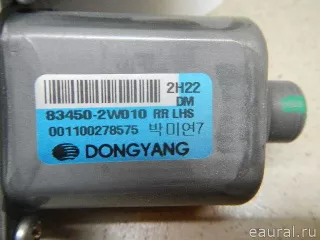 2H22
DM
83450-2W010 RR LHS
001100278575 박미연7
DONGYANG
eaural.ru